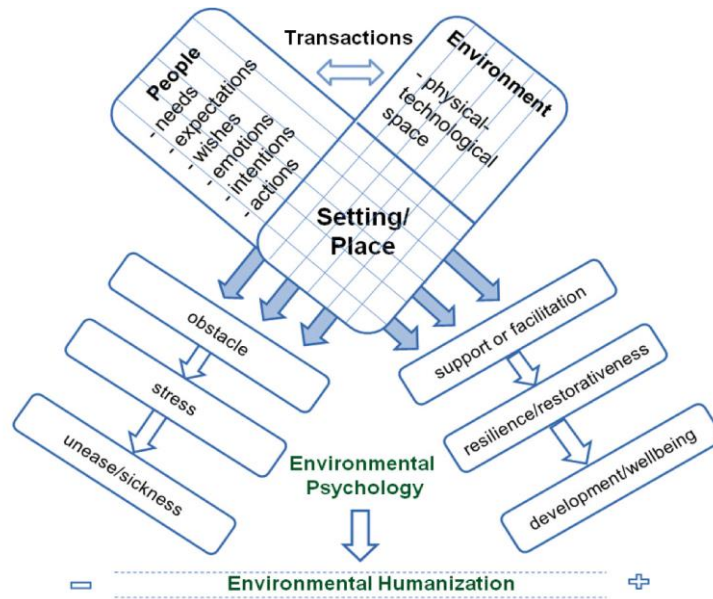 Transactions
People
- needs
- expectations
- wishes
- emotions
- intentions
- actions
Environment
- physical-
technological
space
Setting/
Place
obstacle
stress
unease/sickness
support or facilitation
resilience/restorativeness
development/wellbeing
Environmental
Psychology
Environmental Humanization